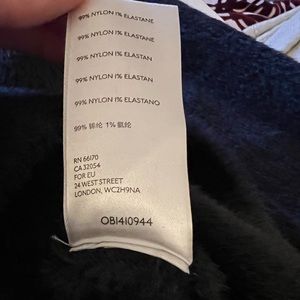 99% NYLON 1% ELASTANE
99% NYLON 1% ELASTANE
99% NYLON 1% ELASTAN
99% NYLON 1% ELASTAN
99% NYLON 1% ELASTANO
99% 锦纶 1% 氨纶
RN 66170
CA 32054
FOR EU
24 WEST STREET
LONDON, WC2H9NA
OB1410944